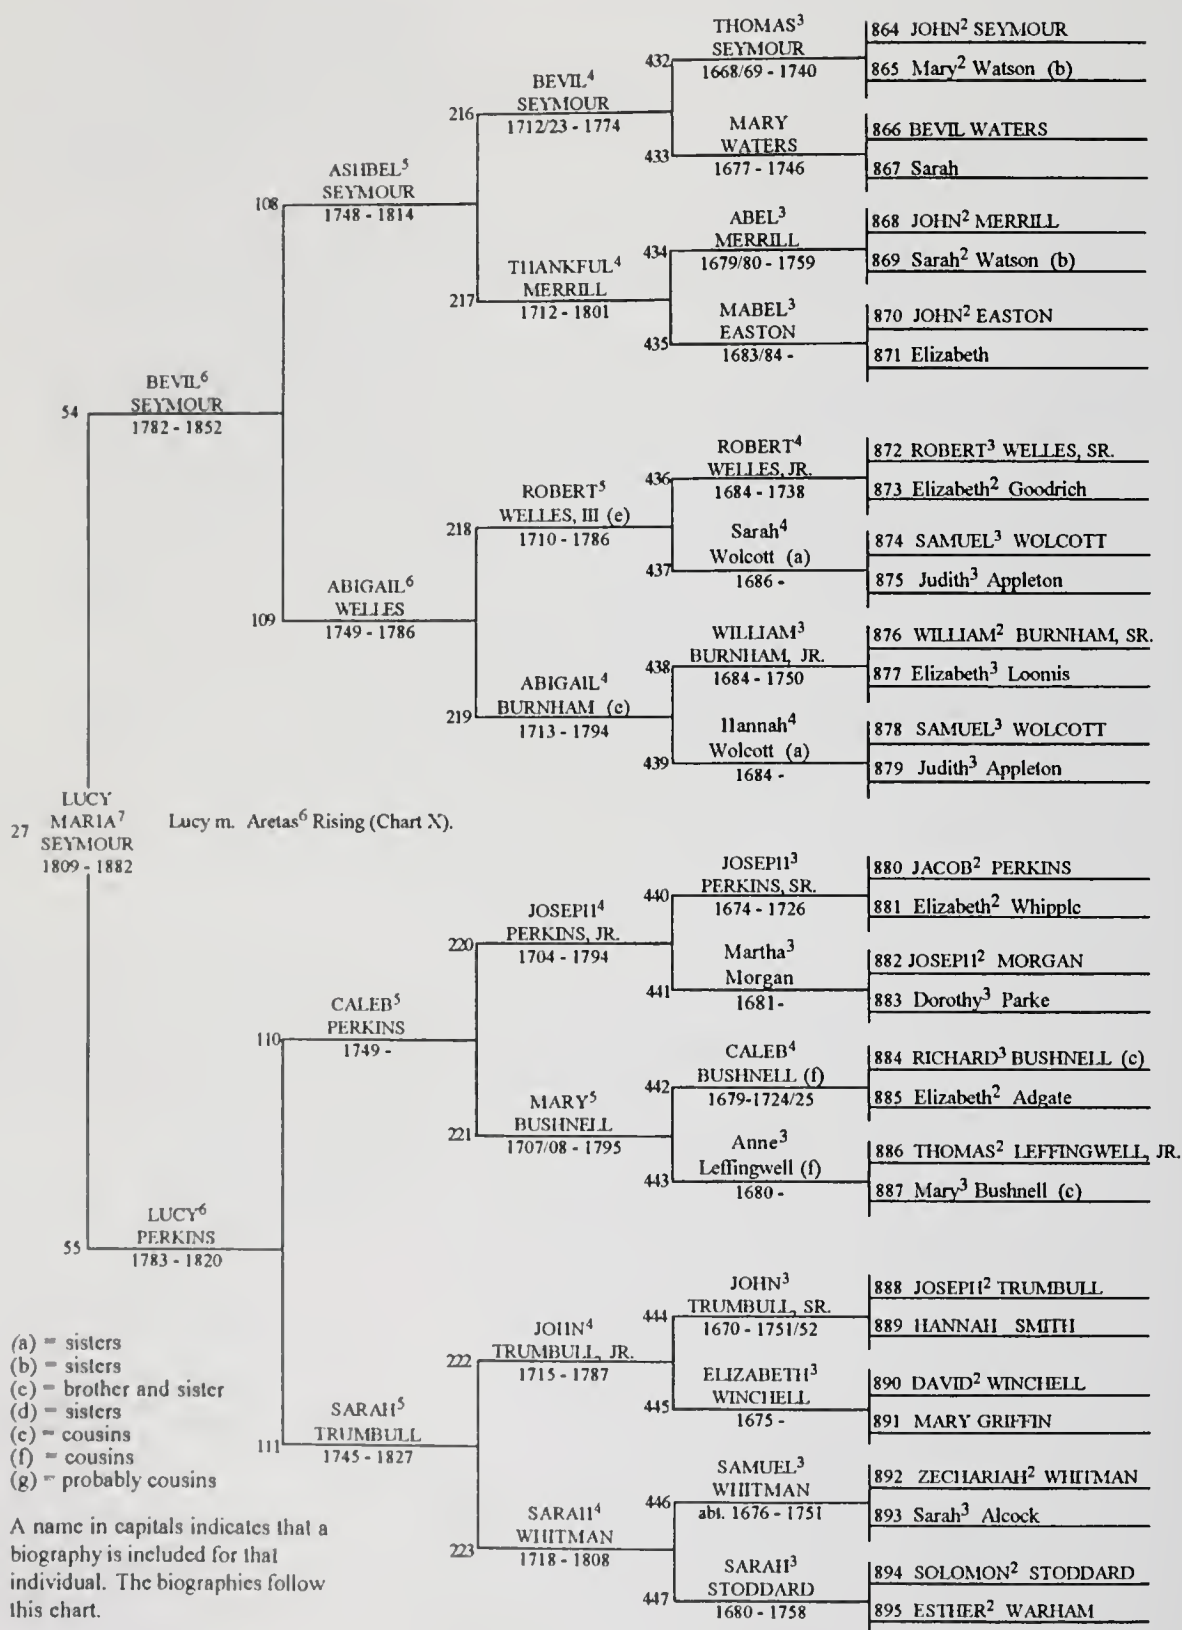 THOMAS³
432 SEYMOUR
1668/69 - 1740
864 JOHN² SEYMOUR
865 Mary² Watson (b)
BEVIL⁴
216 SEYMOUR
1712/23 - 1774
MARY
433 WATERS
1677 - 1746
866 BEVIL WATERS
867 Sarah
ASHBEL⁵
108 SEYMOUR
1748 - 1814
ABEL³
434 MERRILL
1679/80 - 1759
868 JOHN² MERRILL
869 Sarah² Watson (b)
THANKFUL⁴
217 MERRILL
1712 - 1801
MABEL³
435 EASTON
1683/84 -
870 JOHN² EASTON
871 Elizabeth
BEVIL⁶
54 SEYMOUR
1782 - 1852
ROBERT⁴
436 WELLES, JR.
1684 - 1738
872 ROBERT³ WELLES, SR.
873 Elizabeth² Goodrich
ROBERT⁵
218 WELLES, III (e)
1710 - 1786
Sarah⁴
437 Wolcott (a)
1686 -
874 SAMUEL³ WOLCOTT
875 Judith³ Appleton
ABIGAIL⁶
109 WELLES
1749 - 1786
WILLIAM³
438 BURNHAM, JR.
1684 - 1750
876 WILLIAM² BURNHAM, SR.
877 Elizabeth³ Loomis
ABIGAIL⁴
219 BURNHAM (e)
1713 - 1794
Hannah⁴
439 Wolcott (a)
1684 -
878 SAMUEL³ WOLCOTT
879 Judith³ Appleton
LUCY
27 MARIA⁷
SEYMOUR
1809 - 1882
Lucy m. Aretas⁶ Rising (Chart X).
JOSEPH³
440 PERKINS, SR.
1674 - 1726
880 JACOB² PERKINS
881 Elizabeth² Whipple
JOSEPH⁴
220 PERKINS, JR.
1704 - 1794
Martha³
441 Morgan
1681-
882 JOSEPH² MORGAN
883 Dorothy³ Parke
CALEB⁵
110 PERKINS
1749 -
CALEB⁴
442 BUSHNELL (f)
1679-1724/25
884 RICHARD³ BUSHNELL (c)
885 Elizabeth² Adgate
MARY⁵
221 BUSHNELL
1707/08 - 1795
Anne³
443 Leffingwell (f)
1680 -
886 THOMAS² LEFFINGWELL, JR.
887 Mary³ Bushnell (c)
LUCY⁶
55 PERKINS
1783 - 1820
JOHN³
444 TRUMBULL, SR.
1670 - 1751/52
888 JOSEPH² TRUMBULL
889 HANNAH SMITH
JOHN⁴
222 TRUMBULL, JR.
1715 - 1787
ELIZABETH³
445 WINCHELL
1675 -
890 DAVID² WINCHELL
891 MARY GRIFFIN
SARAH⁵
111 TRUMBULL
1745 - 1827
SAMUEL³
446 WHITMAN
abt. 1676 - 1751
892 ZECHARIAH² WHITMAN
893 Sarah³ Alcock
SARAH⁴
223 WHITMAN
1718 - 1808
SARAH³
447 STODDARD
1680 - 1758
894 SOLOMON² STODDARD
895 ESTHER² WARHAM
(a) = sisters
(b) = sisters
(c) = brother and sister
(d) = sisters
(e) = cousins
(f) = cousins
(g) = probably cousins
A name in capitals indicates that a
biography is included for that
individual. The biographies follow
this chart.